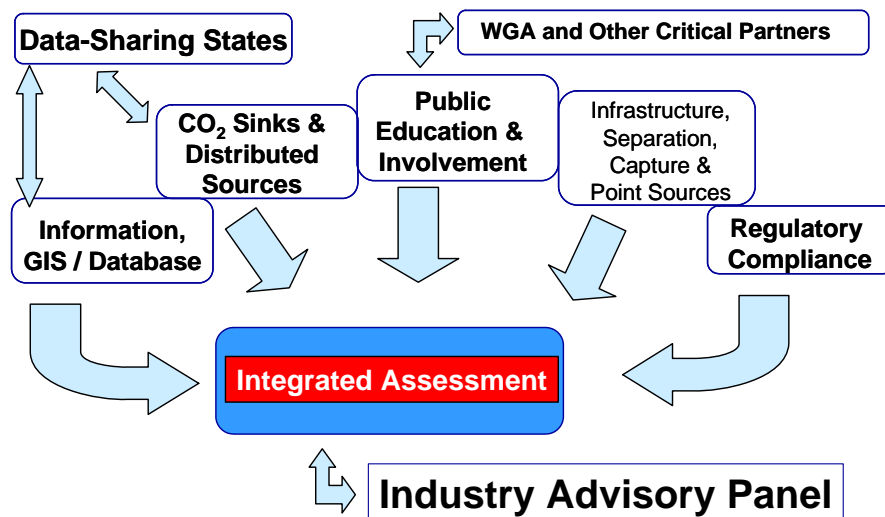 Data-Sharing States
WGA and Other Critical Partners
CO₂ Sinks &
Distributed
Sources
Public
Education &
Involvement
Infrastructure,
Separation,
Capture &
Point Sources
Information,
GIS / Database
Regulatory
Compliance
Integrated Assessment
Industry Advisory Panel